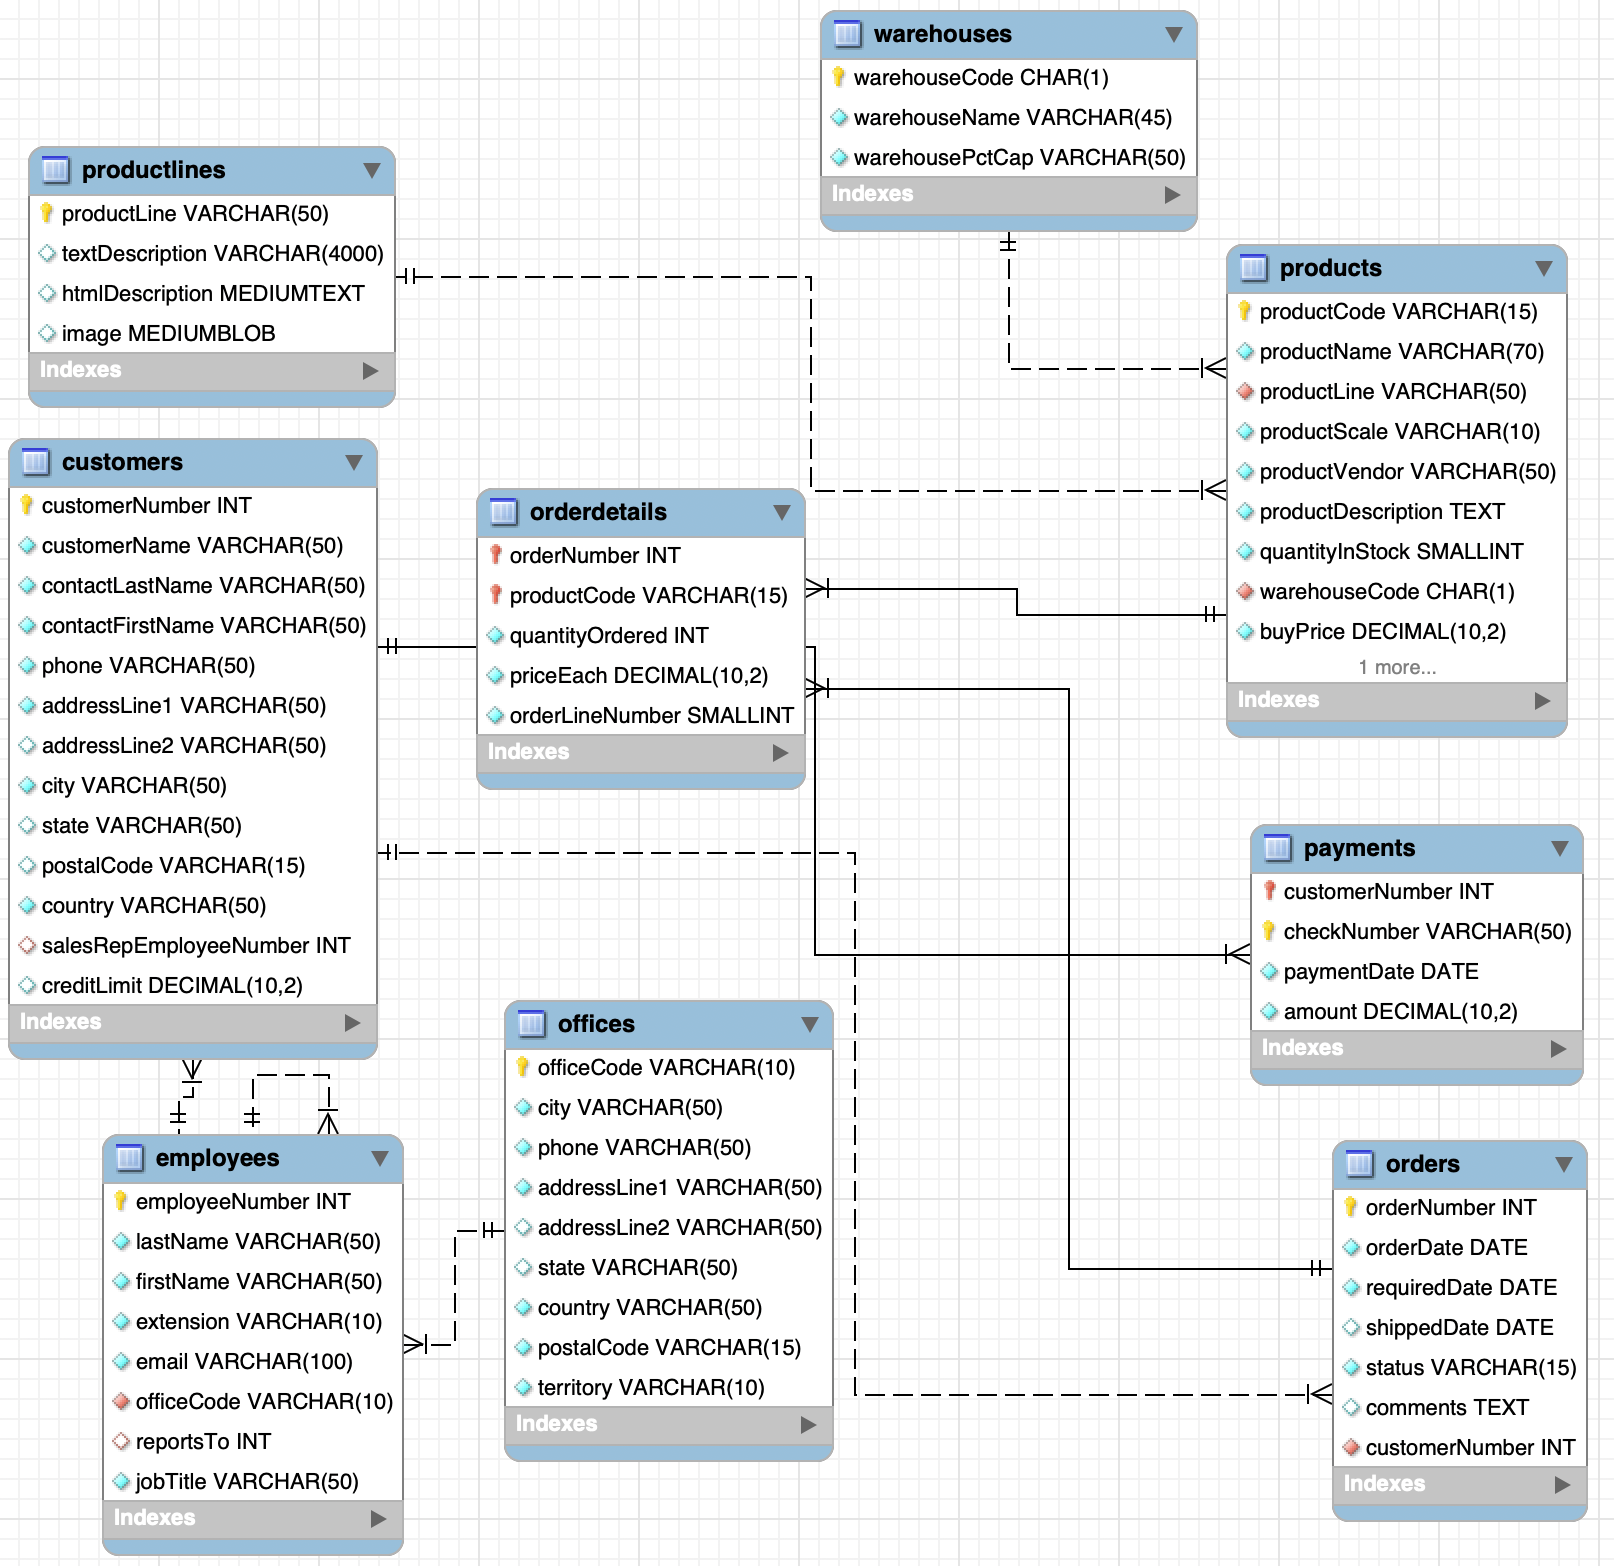 warehouses
warehouseCode CHAR(1)
warehouseName VARCHAR(45)
warehousePctCap VARCHAR(50)
Indexes
productlines
productLine VARCHAR(50)
textDescription VARCHAR(4000)
htmlDescription MEDIUMTEXT
image MEDIUMBLOB
Indexes
products
productCode VARCHAR(15)
productName VARCHAR(70)
productLine VARCHAR(50)
productScale VARCHAR(10)
productVendor VARCHAR(50)
productDescription TEXT
quantityInStock SMALLINT
warehouseCode CHAR(1)
buyPrice DECIMAL(10,2)
1 more...
Indexes
customers
customerNumber INT
customerName VARCHAR(50)
contactLastName VARCHAR(50)
contactFirstName VARCHAR(50)
phone VARCHAR(50)
addressLine1 VARCHAR(50)
addressLine2 VARCHAR(50)
city VARCHAR(50)
state VARCHAR(50)
postalCode VARCHAR(15)
country VARCHAR(50)
salesRepEmployeeNumber INT
creditLimit DECIMAL(10,2)
Indexes
orderdetails
orderNumber INT
productCode VARCHAR(15)
quantityOrdered INT
priceEach DECIMAL(10,2)
orderLineNumber SMALLINT
Indexes
payments
customerNumber INT
checkNumber VARCHAR(50)
paymentDate DATE
amount DECIMAL(10,2)
Indexes
offices
officeCode VARCHAR(10)
city VARCHAR(50)
phone VARCHAR(50)
addressLine1 VARCHAR(50)
addressLine2 VARCHAR(50)
state VARCHAR(50)
country VARCHAR(50)
postalCode VARCHAR(15)
territory VARCHAR(10)
Indexes
employees
employeeNumber INT
lastName VARCHAR(50)
firstName VARCHAR(50)
extension VARCHAR(10)
email VARCHAR(100)
officeCode VARCHAR(10)
reportsTo INT
jobTitle VARCHAR(50)
Indexes
orders
orderNumber INT
orderDate DATE
requiredDate DATE
shippedDate DATE
status VARCHAR(15)
comments TEXT
customerNumber INT
Indexes